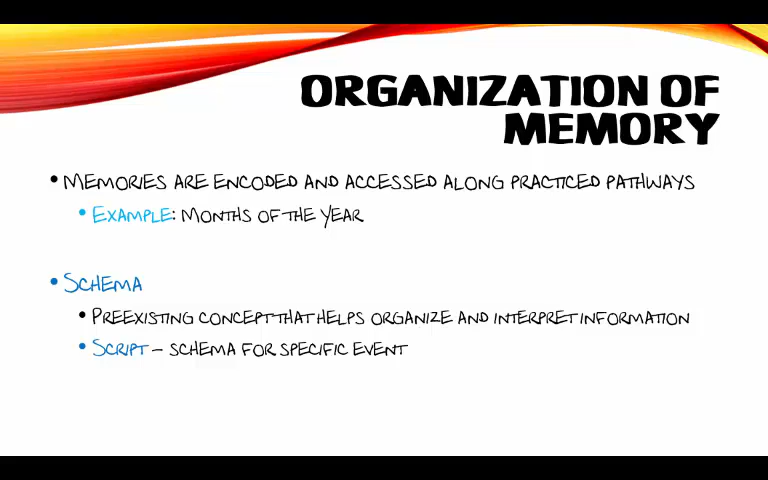 ORGANIZATION OF
MEMORY
• MEMORIES ARE ENCODED AND ACCESSED ALONG PRACTICED PATHWAYS
• EXAMPLE: MONTHS OF THE YEAR
• SCHEMA
• PREEXISTING CONCEPT THAT HELPS ORGANIZE AND INTERPRET INFORMATION
• SCRIPT – SCHEMA FOR SPECIFIC EVENT